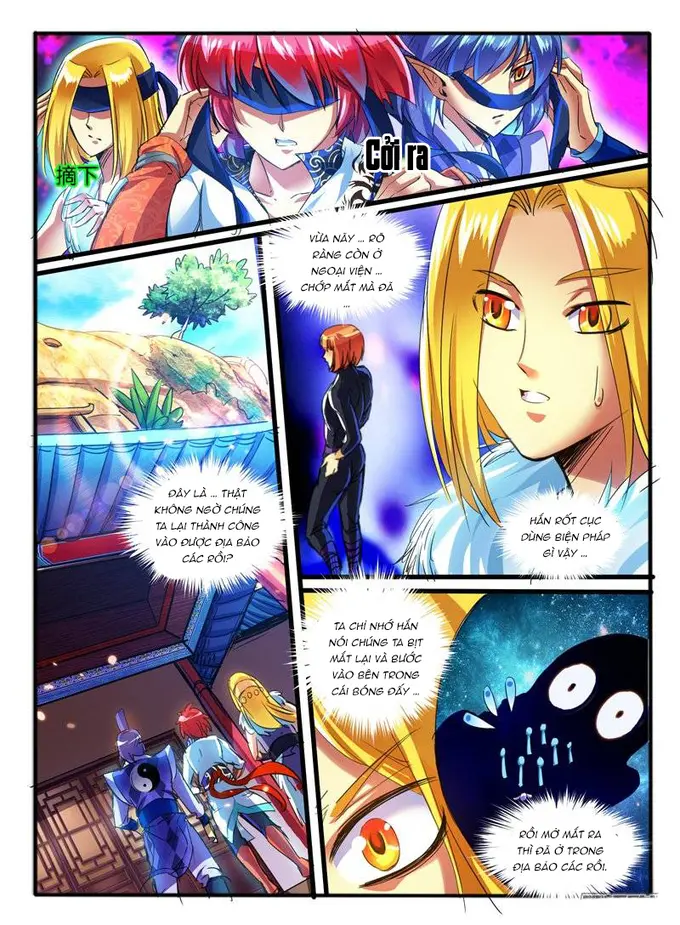 摘下
Cởi ra
VỪA NÃY ... RÕ
RÀNG CÒN Ở
NGOẠI VIỆN ...
CHỚP MẮT MÀ ĐÃ
...
HẮN RỐT CỤC
DÙNG BIỆN PHÁP
GÌ VẬY ...
ĐÂY LÀ ... THẬT
KHÔNG NGỜ CHÚNG
TA LẠI THÀNH CÔNG
VÀO ĐƯỢC ĐỊA BẢO
CÁC RỒI?
TA CHỈ NHỚ HẮN
NÓI CHÚNG TA BỊT
MẮT LẠI VÀ BƯỚC
VÀO BÊN TRONG
CÁI BÓNG ĐẤY ...
RỒI MỞ MẮT RA
THÌ ĐÃ Ở TRONG
ĐỊA BẢO CÁC RỒI.